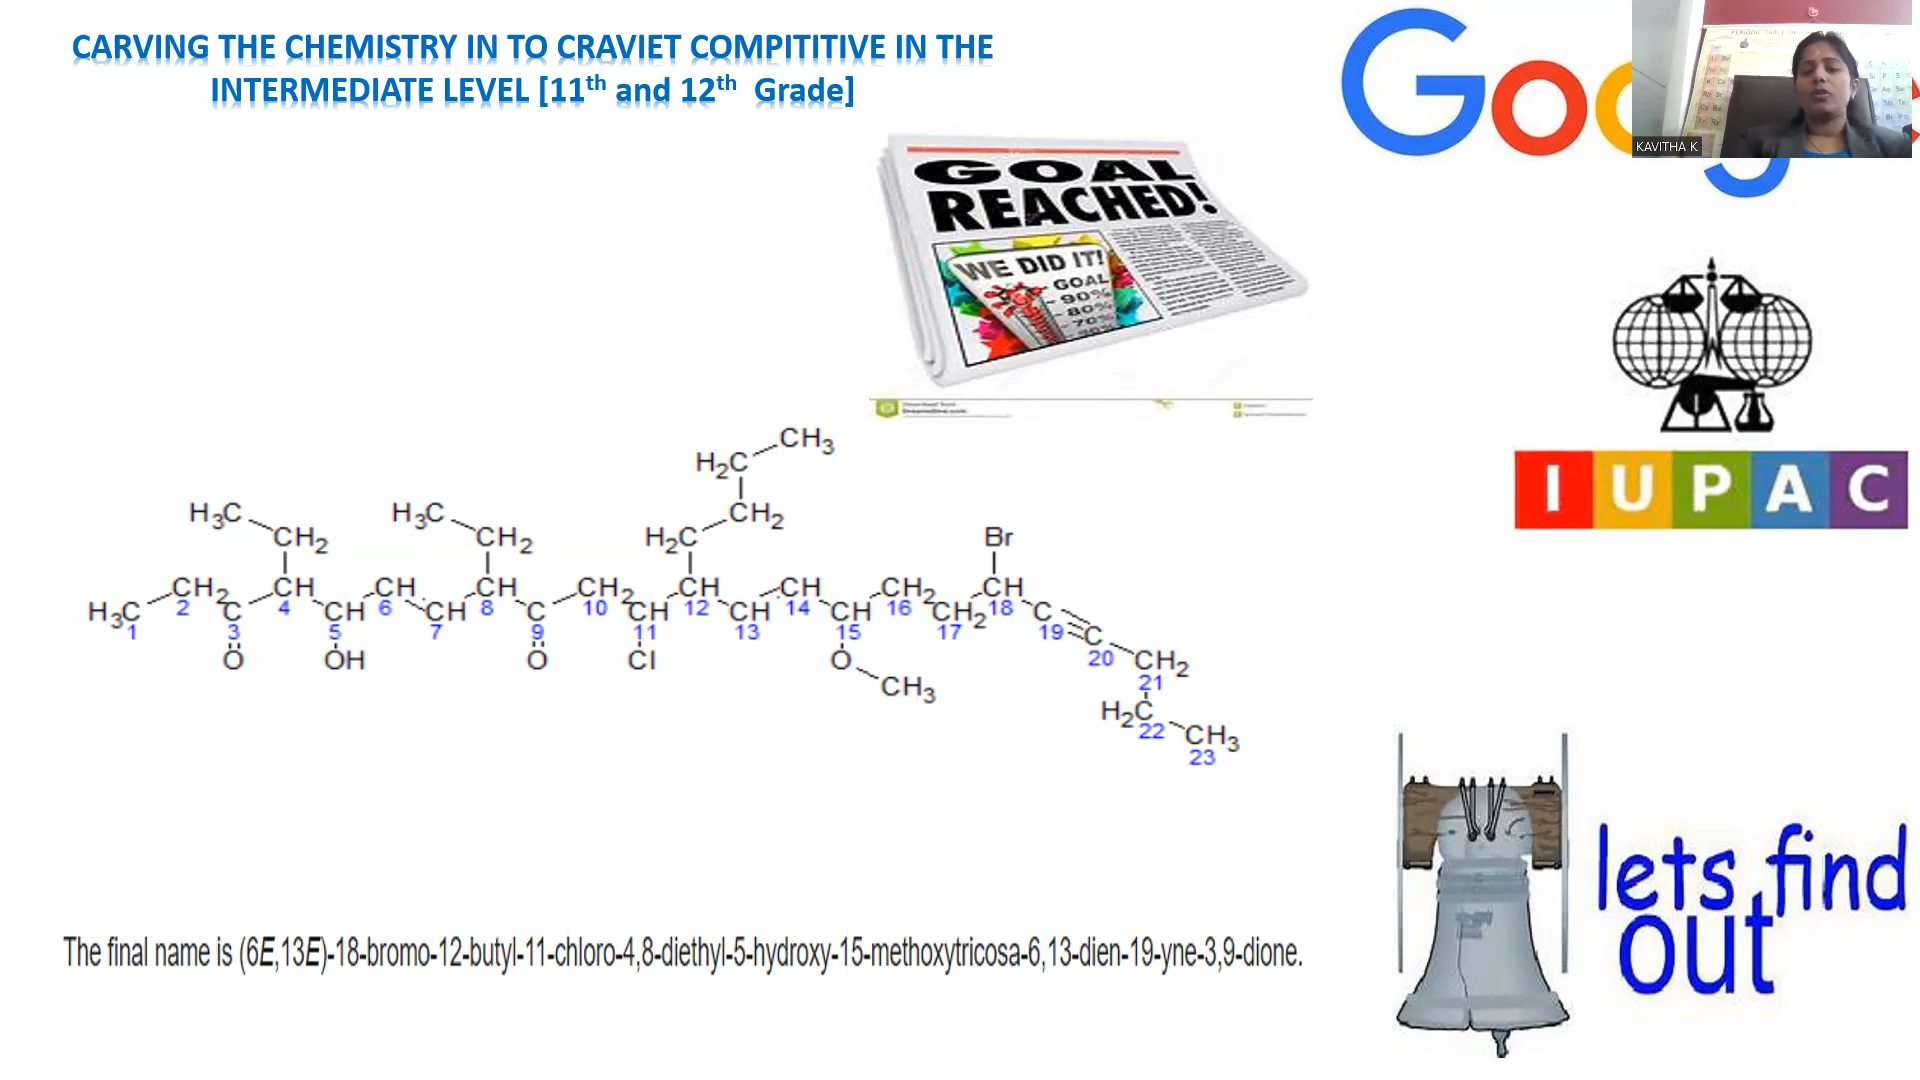 CARVING THE CHEMISTRY IN TO CRAVIET COMPITITIVE IN THE
INTERMEDIATE LEVEL [11th and 12th Grade]
Goo
KAVITHA K
GOAL
REACHED!
WE DID IT!
GOAL
90%
80%
70%
IUPAC
CH3
H2C
H3C
H3C
CH2
CH2
CH2
H2C
Br
CH2
CH
CH
CH
CH2
CH
CH
CH2
CH
H3C
C
CH
CH
C
CH
CH
CH
CH2
C
1
2
3
4
5
6
7
8
9
10
11
12
13
14
15
16
17
18
19
C
20
O
OH
O
Cl
O
CH2
21
CH3
H2C
22
CH3
23
lets find
out
The final name is (6E,13E)-18-bromo-12-butyl-11-chloro-4,8-diethyl-5-hydroxy-15-methoxytricosa-6,13-dien-19-yne-3,9-dione.